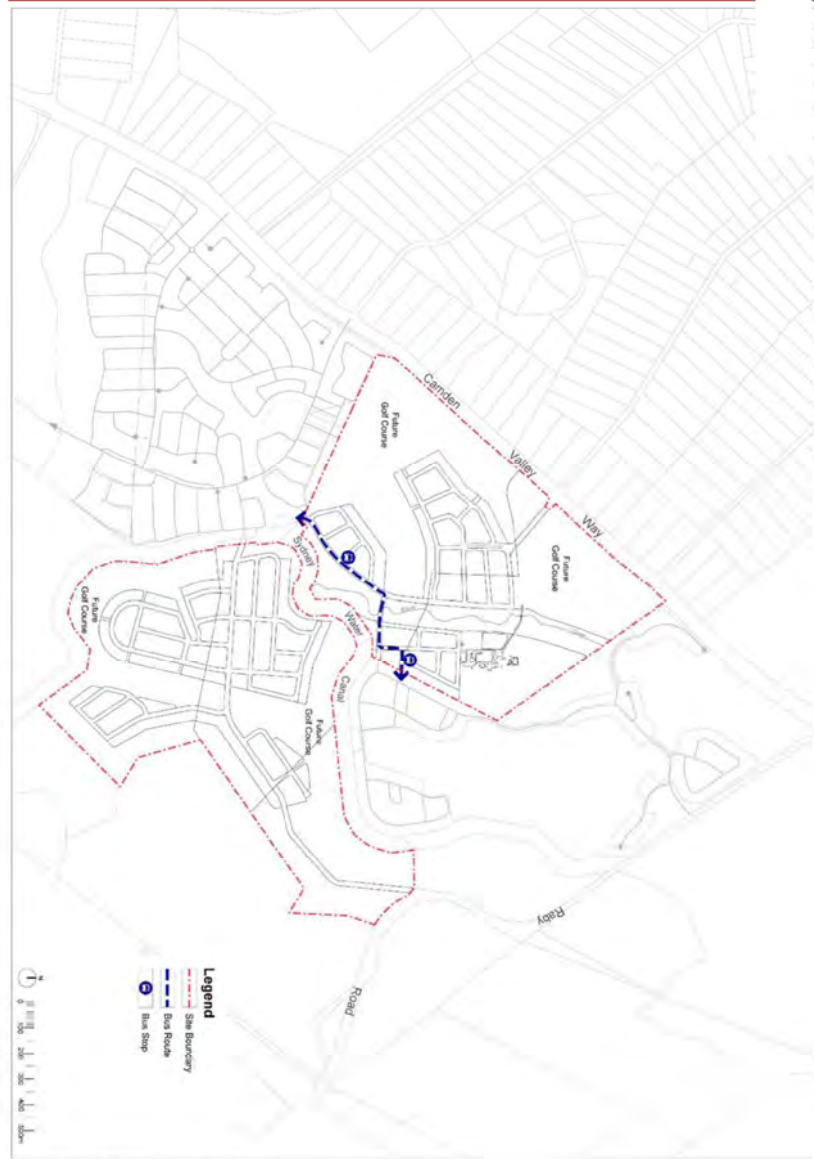 Camden
Valley
Way
Future
Golf Course
Future
Golf Course
Sydney
Water
Canal
Future
Golf Course
Future
Golf Course
Raby
Road
Legend
Site Boundary
Bus Route
Bus Stop
N
0 100 200 300 400 500m